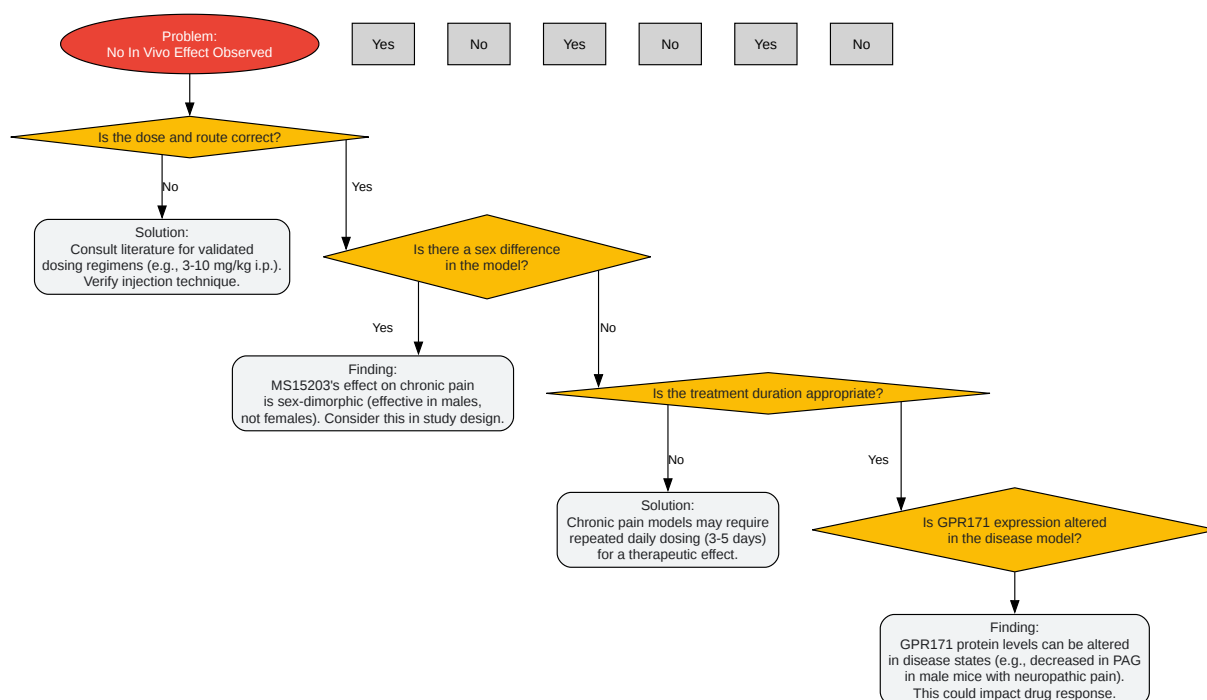 Problem:
No In Vivo Effect Observed
Yes
No
Yes
No
Yes
No
Is the dose and route correct?
No
Yes
Solution:
Consult literature for validated
dosing regimens (e.g., 3-10 mg/kg i.p.).
Verify injection technique.
Is there a sex difference
in the model?
Yes
No
Finding:
MS15203's effect on chronic pain
is sex-dimorphic (effective in males,
not females). Consider this in study design.
Is the treatment duration appropriate?
No
Yes
Solution:
Chronic pain models may require
repeated daily dosing (3-5 days)
for a therapeutic effect.
Is GPR171 expression altered
in the disease model?
Finding:
GPR171 protein levels can be altered
in disease states (e.g., decreased in PAG
in male mice with neuropathic pain).
This could impact drug response.